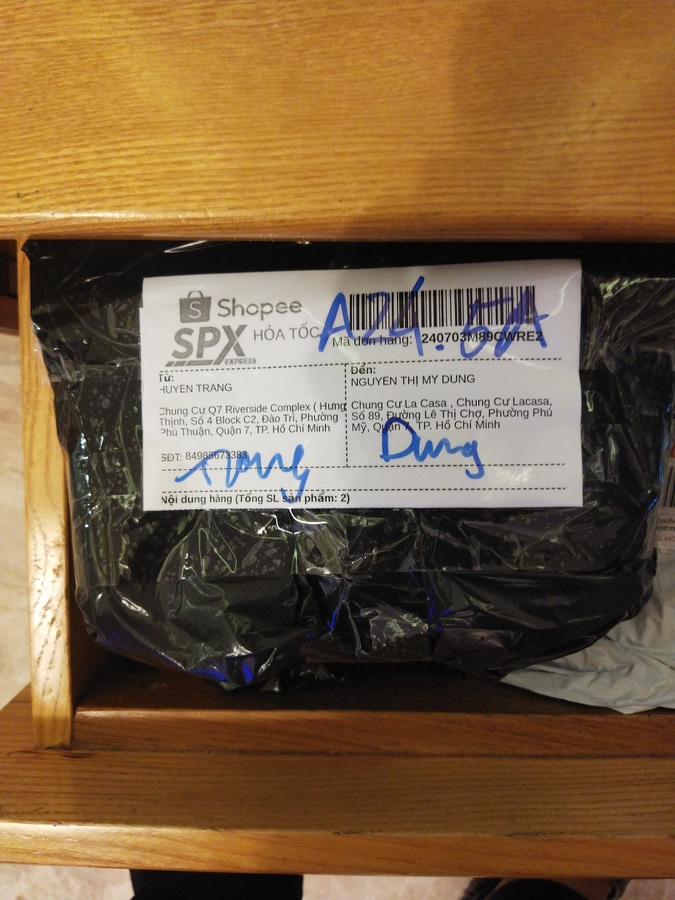 Shopee
SPX
EXPRESS
HỎA TỐC
A24.5A
Mã đơn hàng: 240703M89CWRE2
Từ:
HUYEN TRANG
Chung Cư Q7 Riverside Complex ( Hưng
Thịnh, Số 4 Block C2, Đào Trí, Phường
Phú Thuận, Quận 7, TP. Hồ Chí Minh
SĐT:
Trang
Đến:
NGUYEN THỊ MY DUNG
Chung Cư La Casa , Chung Cư Lacasa,
Số 89, Đường Lê Thị Chợ, Phường Phú
Mỹ, Quận TP. Hồ Chí Minh
Dung
Nội dung hàng (Tổng SL sản phẩm: 2)